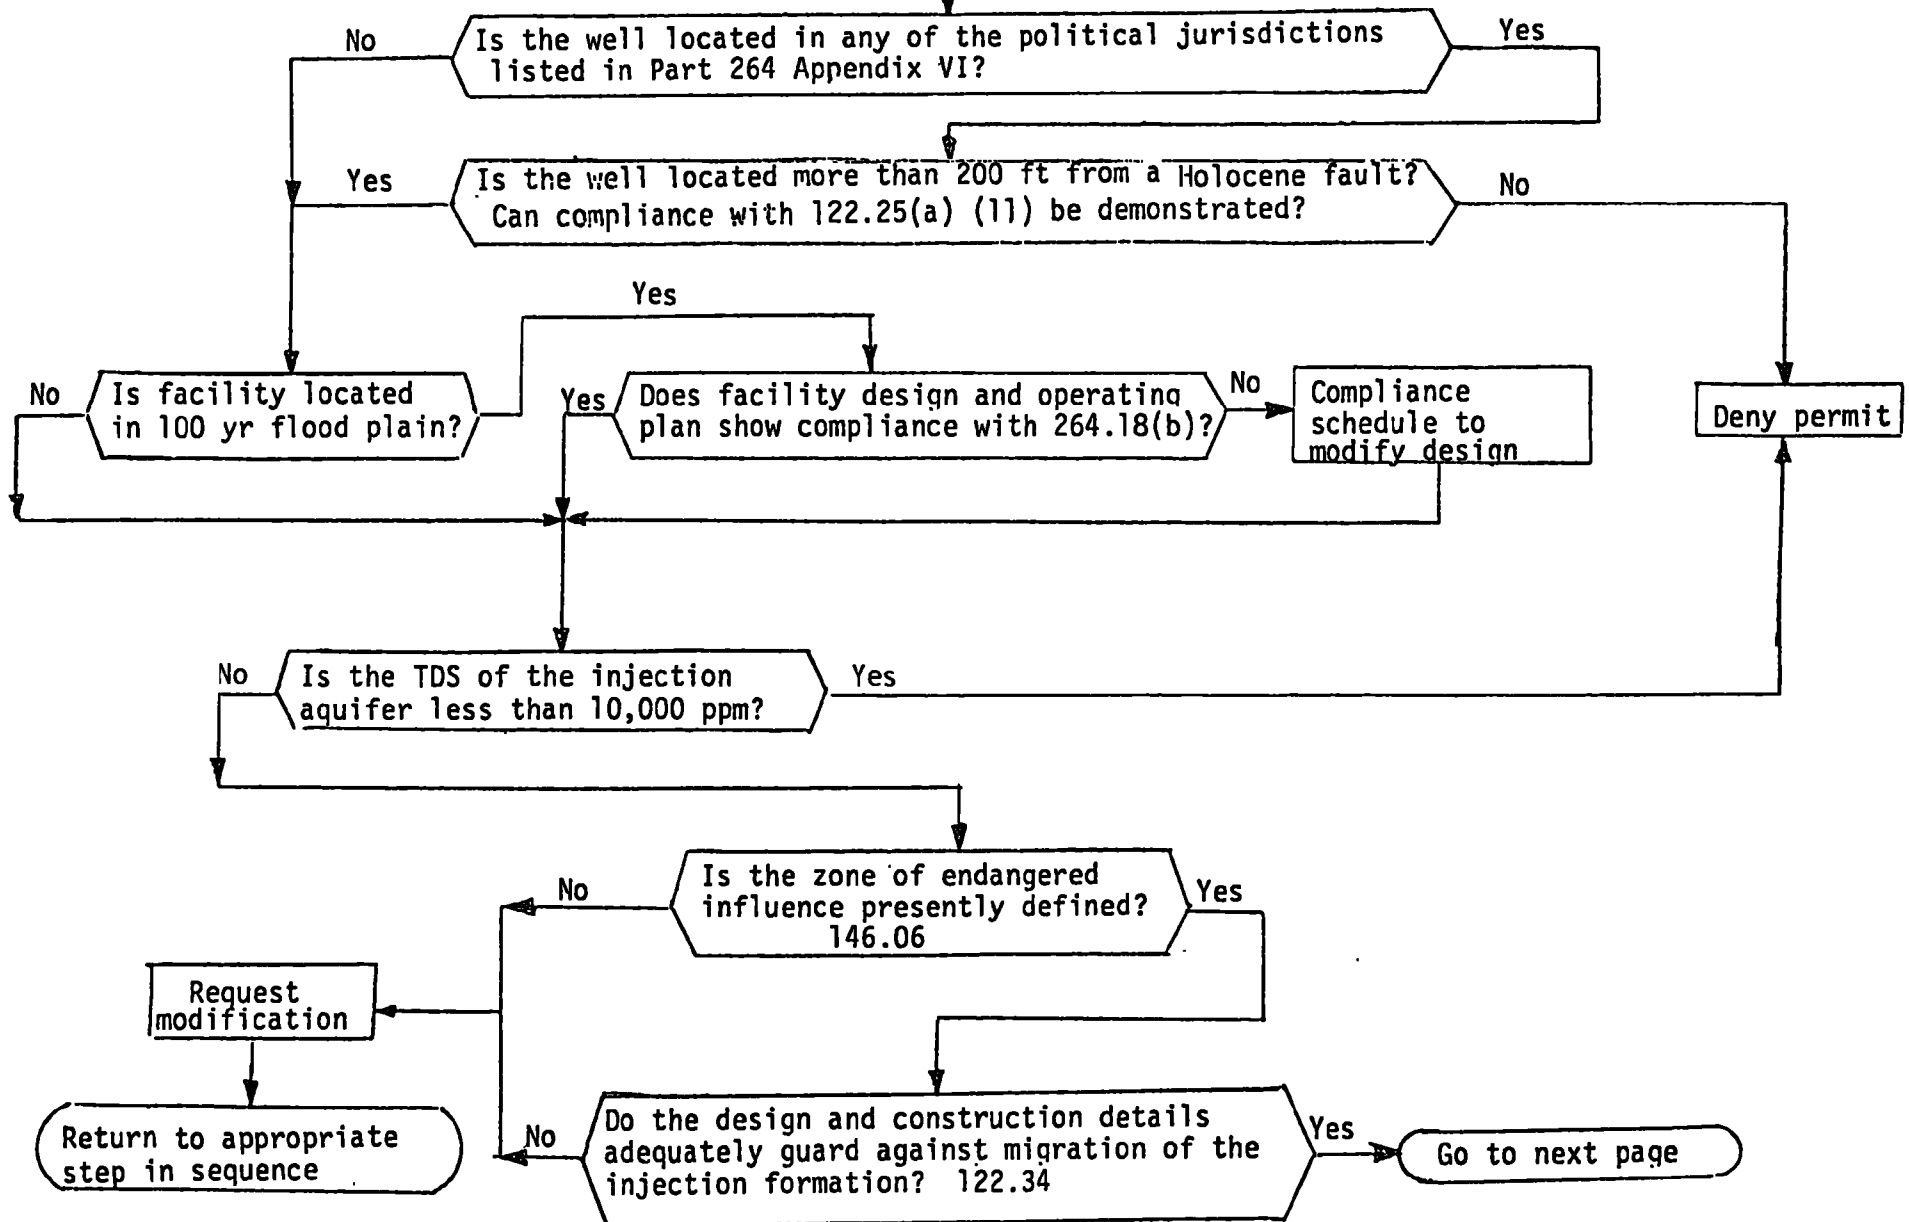 No
Is the well located in any of the political jurisdictions
listed in Part 264 Appendix VI?
Yes
Yes
Is the well located more than 200 ft from a Holocene fault?
Can compliance with 122.25(a) (11) be demonstrated?
No
Yes
No
Is facility located
in 100 yr flood plain?
Yes
Does facility design and operating
plan show compliance with 264.18(b)?
No
Compliance
schedule to
modify design
Deny permit
No
Is the TDS of the injection
aquifer less than 10,000 ppm?
Yes
No
Is the zone of endangered
influence presently defined?
146.06
Yes
Request
modification
Return to appropriate
step in sequence
No
Do the design and construction details
adequately guard against migration of the
injection formation? 122.34
Yes
Go to next page